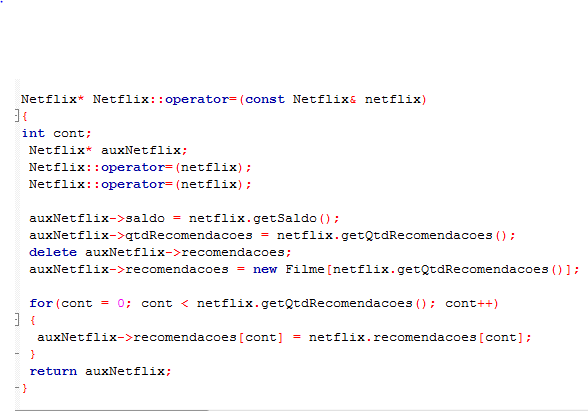 Netflix* Netflix::operator=(const Netflix& netflix)
{
int cont;
Netflix* auxNetflix;
Netflix::operator=(netflix);
Netflix::operator=(netflix);
auxNetflix->saldo = netflix.getSaldo();
auxNetflix->qtdRecomendacoes = netflix.getQtdRecomendacoes();
delete auxNetflix->recomendacoes;
auxNetflix->recomendacoes = new Filme[netflix.getQtdRecomendacoes()];
for(cont = 0; cont < netflix.getQtdRecomendacoes(); cont++)
{
auxNetflix->recomendacoes[cont] = netflix.recomendacoes[cont];
}
return auxNetflix;
}